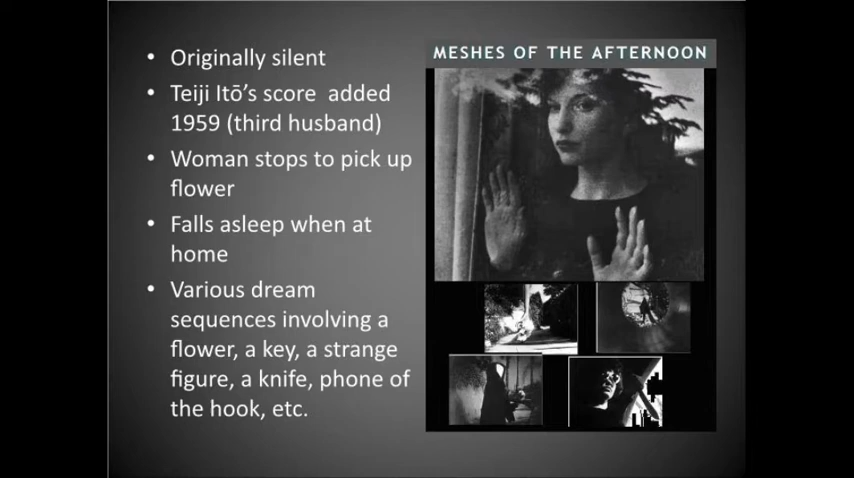 • Originally silent
• Teiji Itō's score added
1959 (third husband)
• Woman stops to pick up
flower
• Falls asleep when at
home
• Various dream
sequences involving a
flower, a key, a strange
figure, a knife, phone of
the hook, etc.
MESHES OF THE AFTERNOON